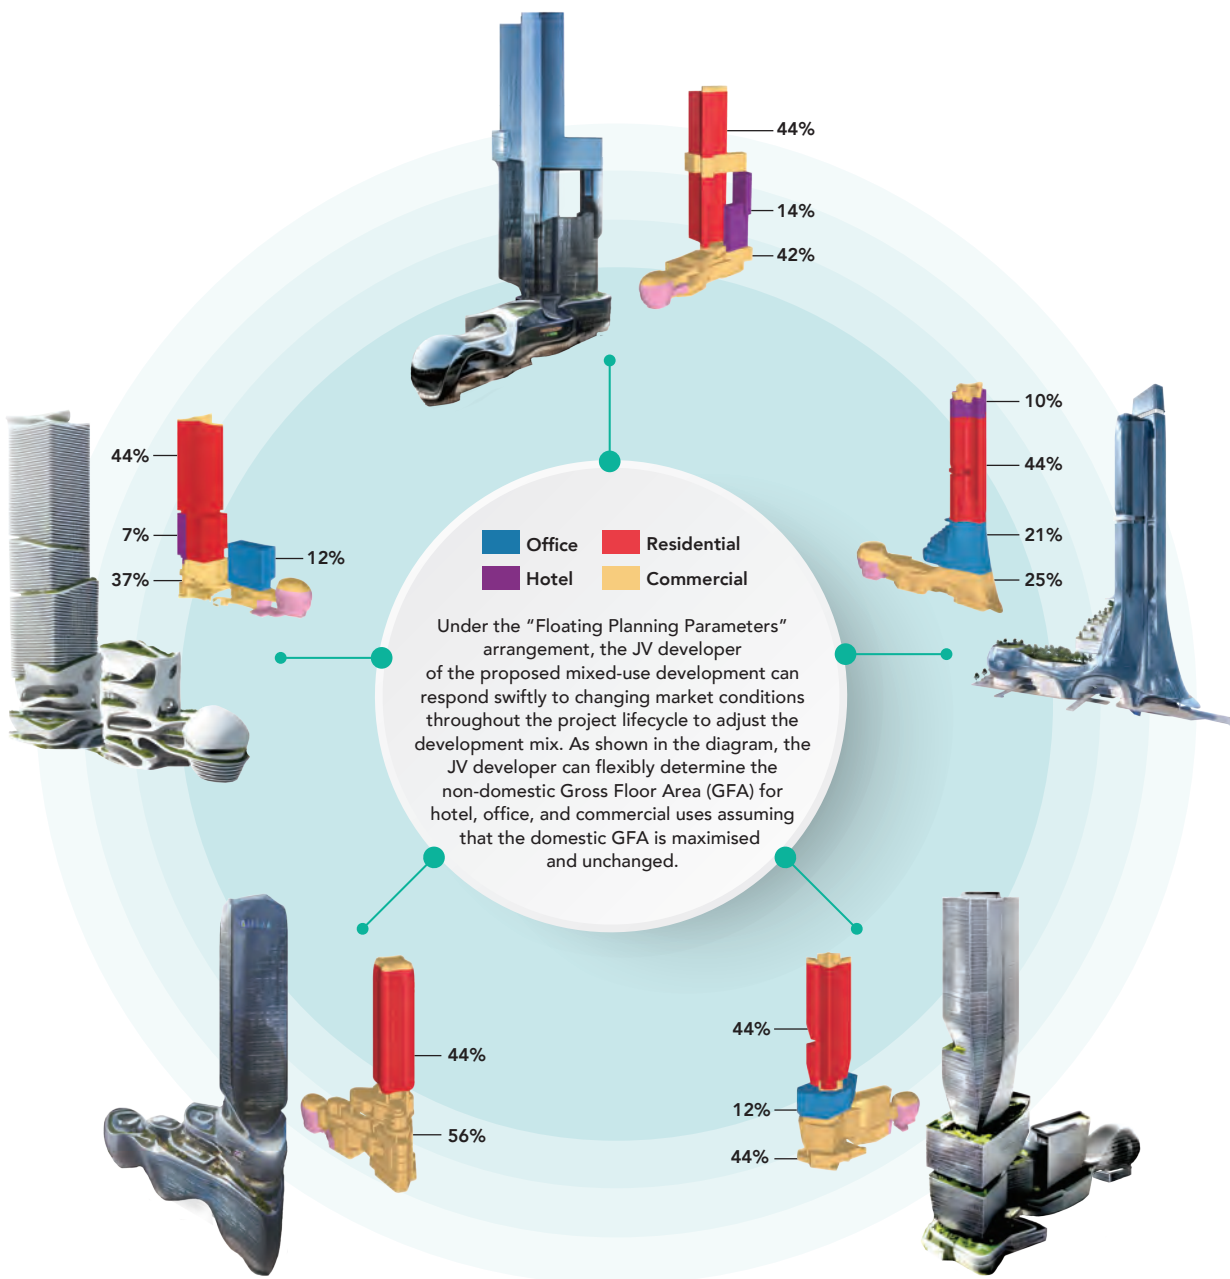 44%
14%
42%
10%
44%
21%
25%
44%
7%
37%
12%
Office
Residential
Hotel
Commercial
Under the “Floating Planning Parameters”
arrangement, the JV developer
of the proposed mixed-use development can
respond swiftly to changing market conditions
throughout the project lifecycle to adjust the
development mix. As shown in the diagram, the
JV developer can flexibly determine the
non-domestic Gross Floor Area (GFA) for
hotel, office, and commercial uses assuming
that the domestic GFA is maximised
and unchanged.
44%
56%
44%
12%
44%